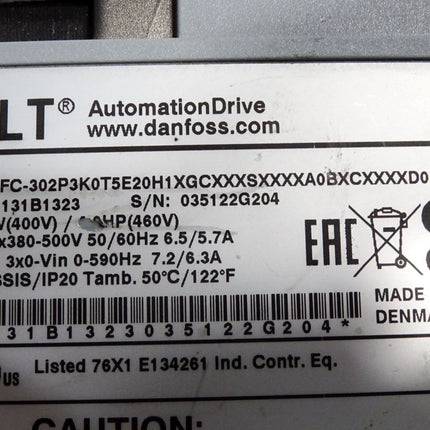 LT® AutomationDrive
www.danfoss.com
FC-302P3K0T5E20H1XGCXXXSXXXXA0BXCXXXXD0
131B1323 S/N: 035122G204
(400V) / HP(460V)
x380-500V 50/60Hz 6.5/5.7A
3x0-Vin 0-590Hz 7.2/6.3A
SSIS/IP20 Tamb. 50°C/122°F
EAC
MADE
DENMA
31B1323035122G204*
US Listed 76X1 E134261 Ind. Contr. Eq.
CAUTION: